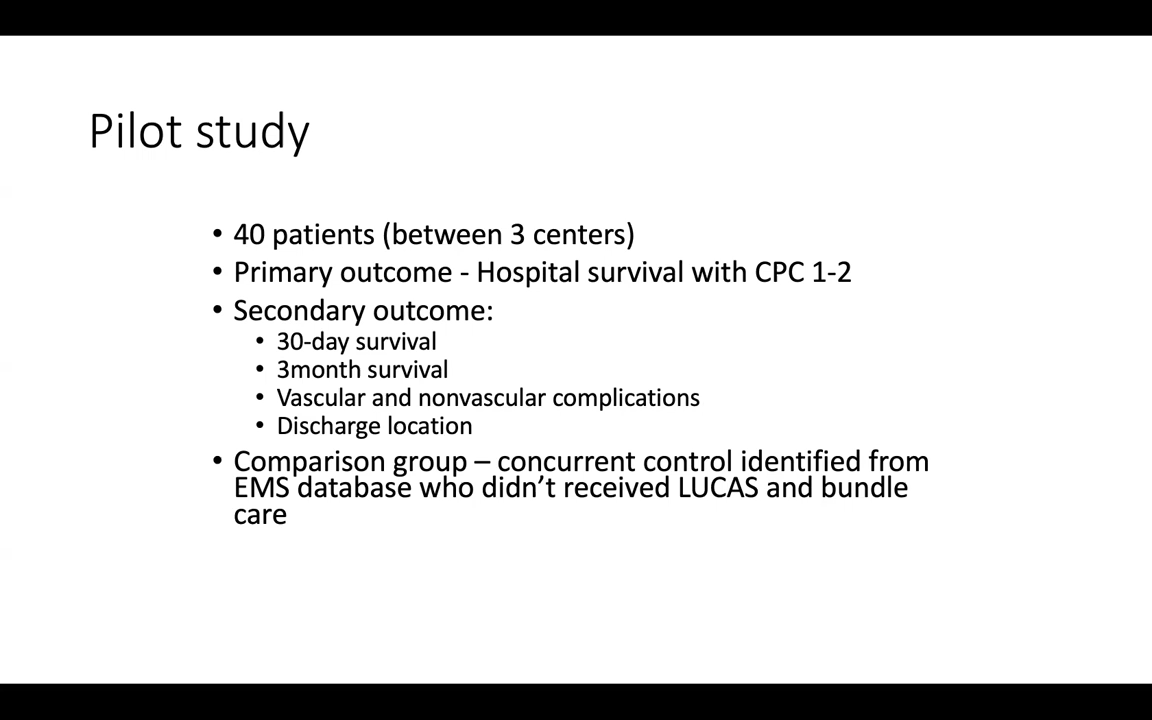 Pilot study
• 40 patients (between 3 centers)
• Primary outcome - Hospital survival with CPC 1-2
• Secondary outcome:
• 30-day survival
• 3month survival
• Vascular and nonvascular complications
• Discharge location
• Comparison group – concurrent control identified from
EMS database who didn’t received LUCAS and bundle
care